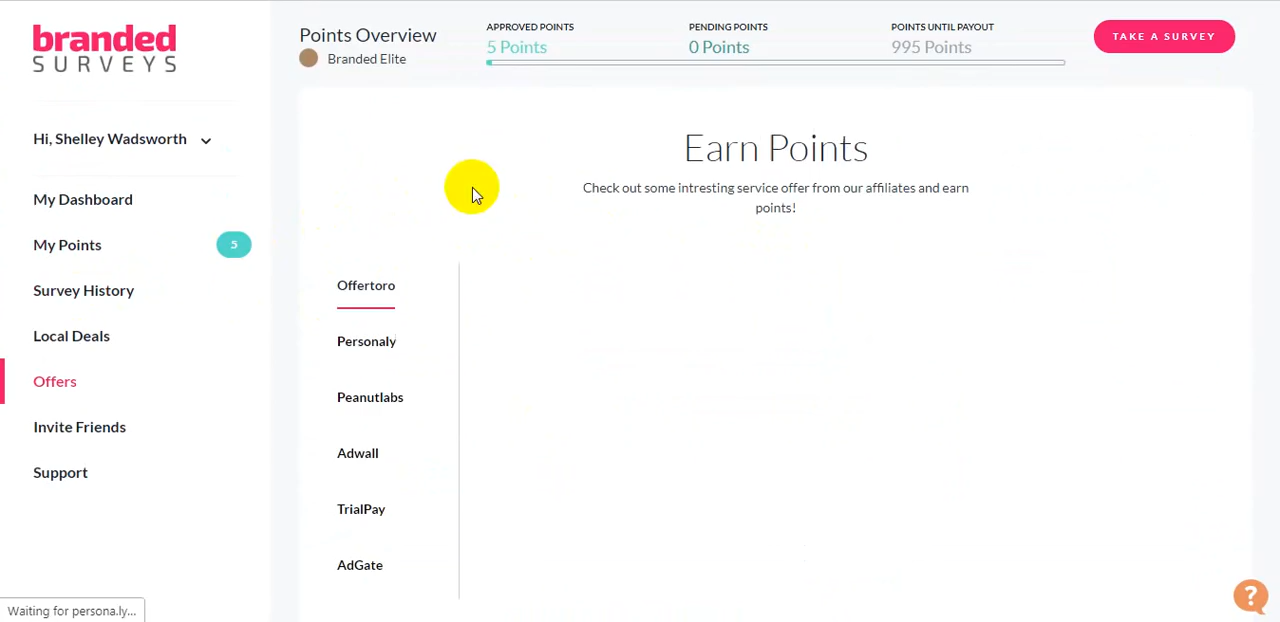 branded
SURVEYS
Hi, Shelley Wadsworth
My Dashboard
My Points
5
Survey History
Local Deals
Offers
Invite Friends
Support
Waiting for persona.ly...
Points Overview
Branded Elite
APPROVED POINTS
5 Points
PENDING POINTS
0 Points
POINTS UNTIL PAYOUT
995 Points
TAKE A SURVEY
Earn Points
Check out some intresting service offer from our affiliates and earn
points!
Offertoro
Personaly
Peanutlabs
Adwall
TrialPay
AdGate
?